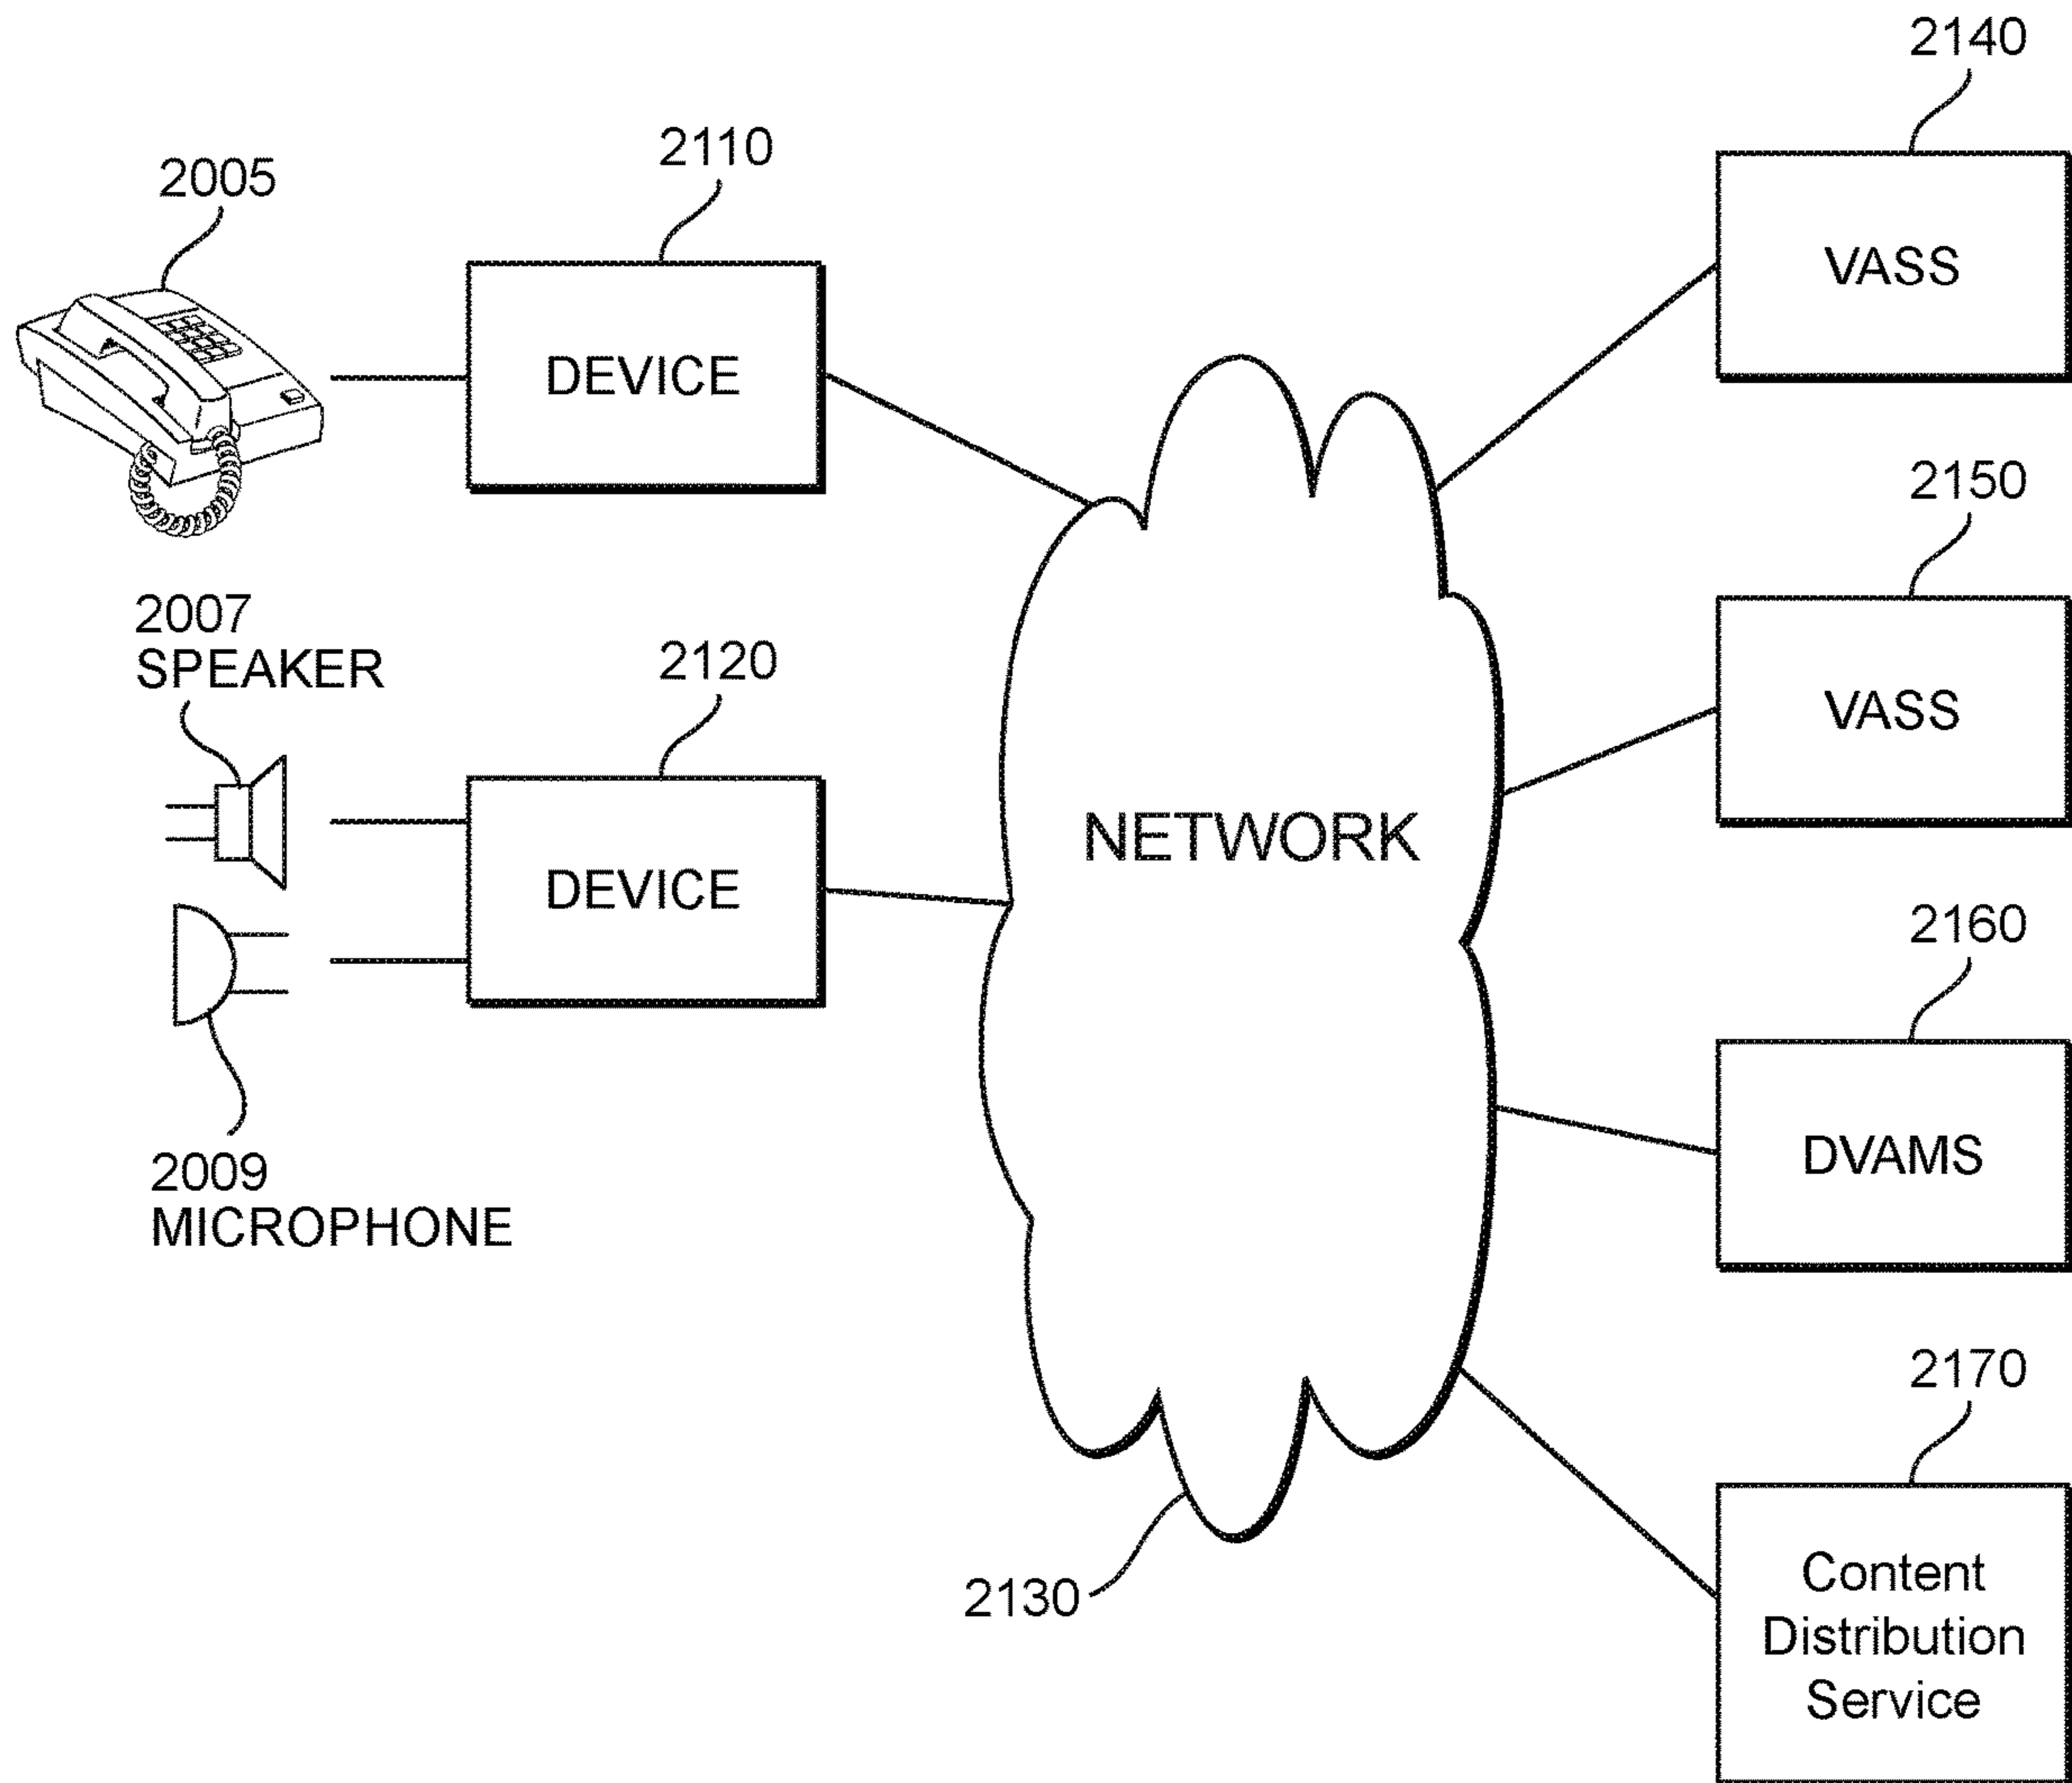 2140
2110
2005
VASS
DEVICE
2150
2007
SPEAKER
2120
VASS
NETWORK
DEVICE
2160
2009
MICROPHONE
DVAMS
2170
2130
Content
Distribution
Service